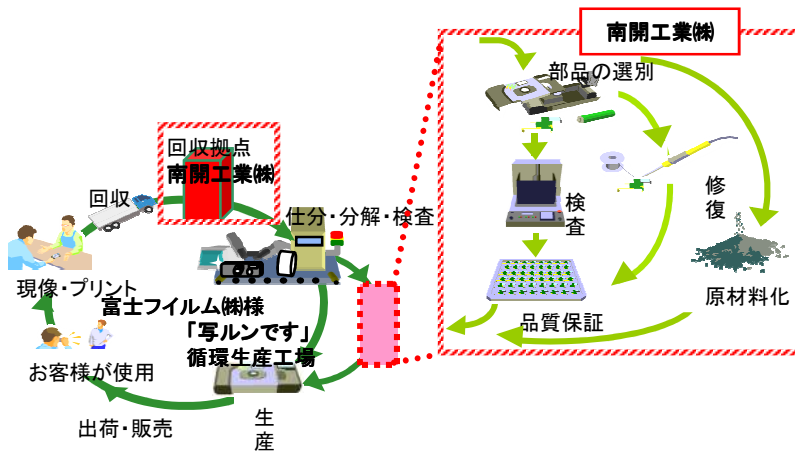 南開工業㈱
部品の選別
回収拠点
南開工業㈱
回収
仕分・分解・検査
検査
修復
現像・プリント
原材料化
富士フイルム㈱様
「写ルンです」
循環生産工場
品質保証
お客様が使用
出荷・販売
生産